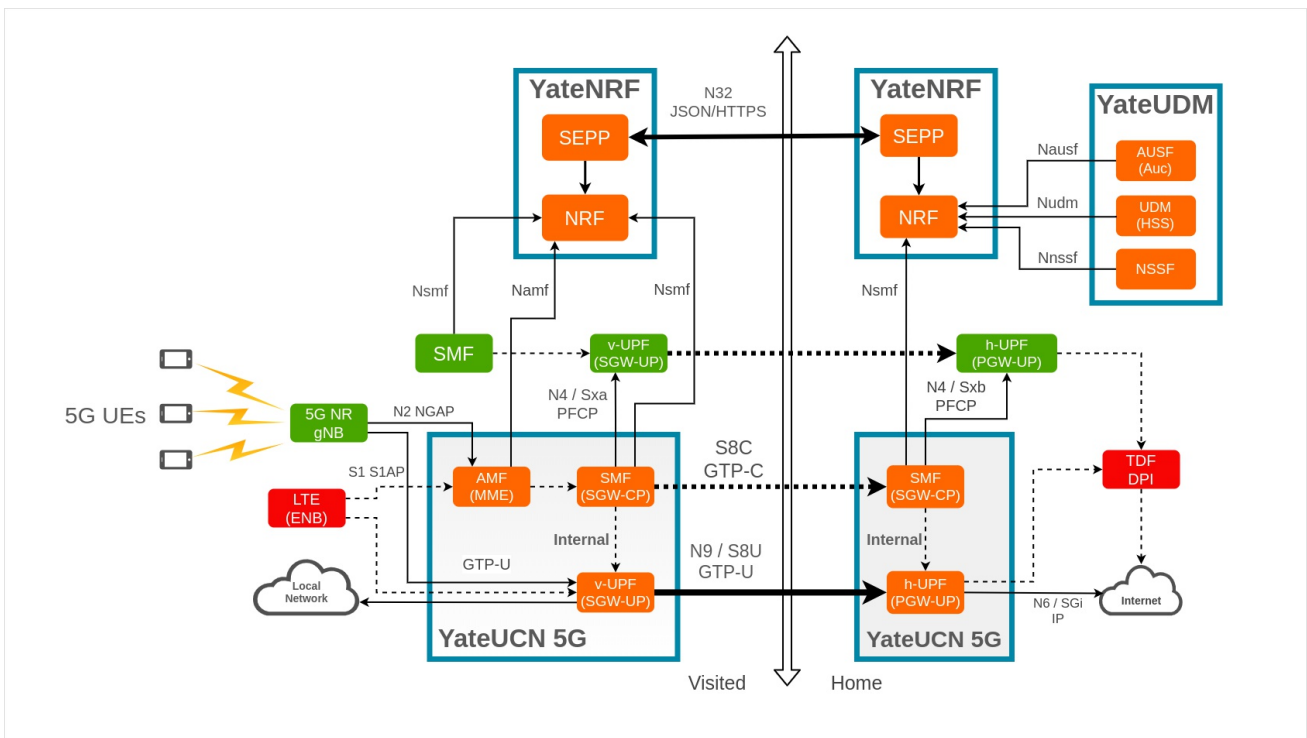 YateNRF
SEPP
NRF
N32
JSON/HTTPS
YateNRF
SEPP
NRF
YateUDM
AUSF
(Auc)
UDM
(HSS)
NSSF
Nausf
Nudm
Nnssf
Nsmf
Namf
Nsmf
Nsmf
SMF
v-UPF
(SGW-UP)
h-UPF
(PGW-UP)
5G UEs
5G NR
gNB
N2 NGAP
N4 / Sxa
PFCP
N4 / Sxb
PFCP
S1 S1AP
LTE
(ENB)
AMF
(MME)
SMF
(SGW-CP)
S8C
GTP-C
SMF
(SGW-CP)
TDF
DPI
Internal
Internal
GTP-U
N9 / S8U
GTP-U
Local
Network
v-UPF
(SGW-UP)
h-UPF
(PGW-UP)
N6 / SGi
IP
Internet
YateUCN 5G
YateUCN 5G
Visited
Home